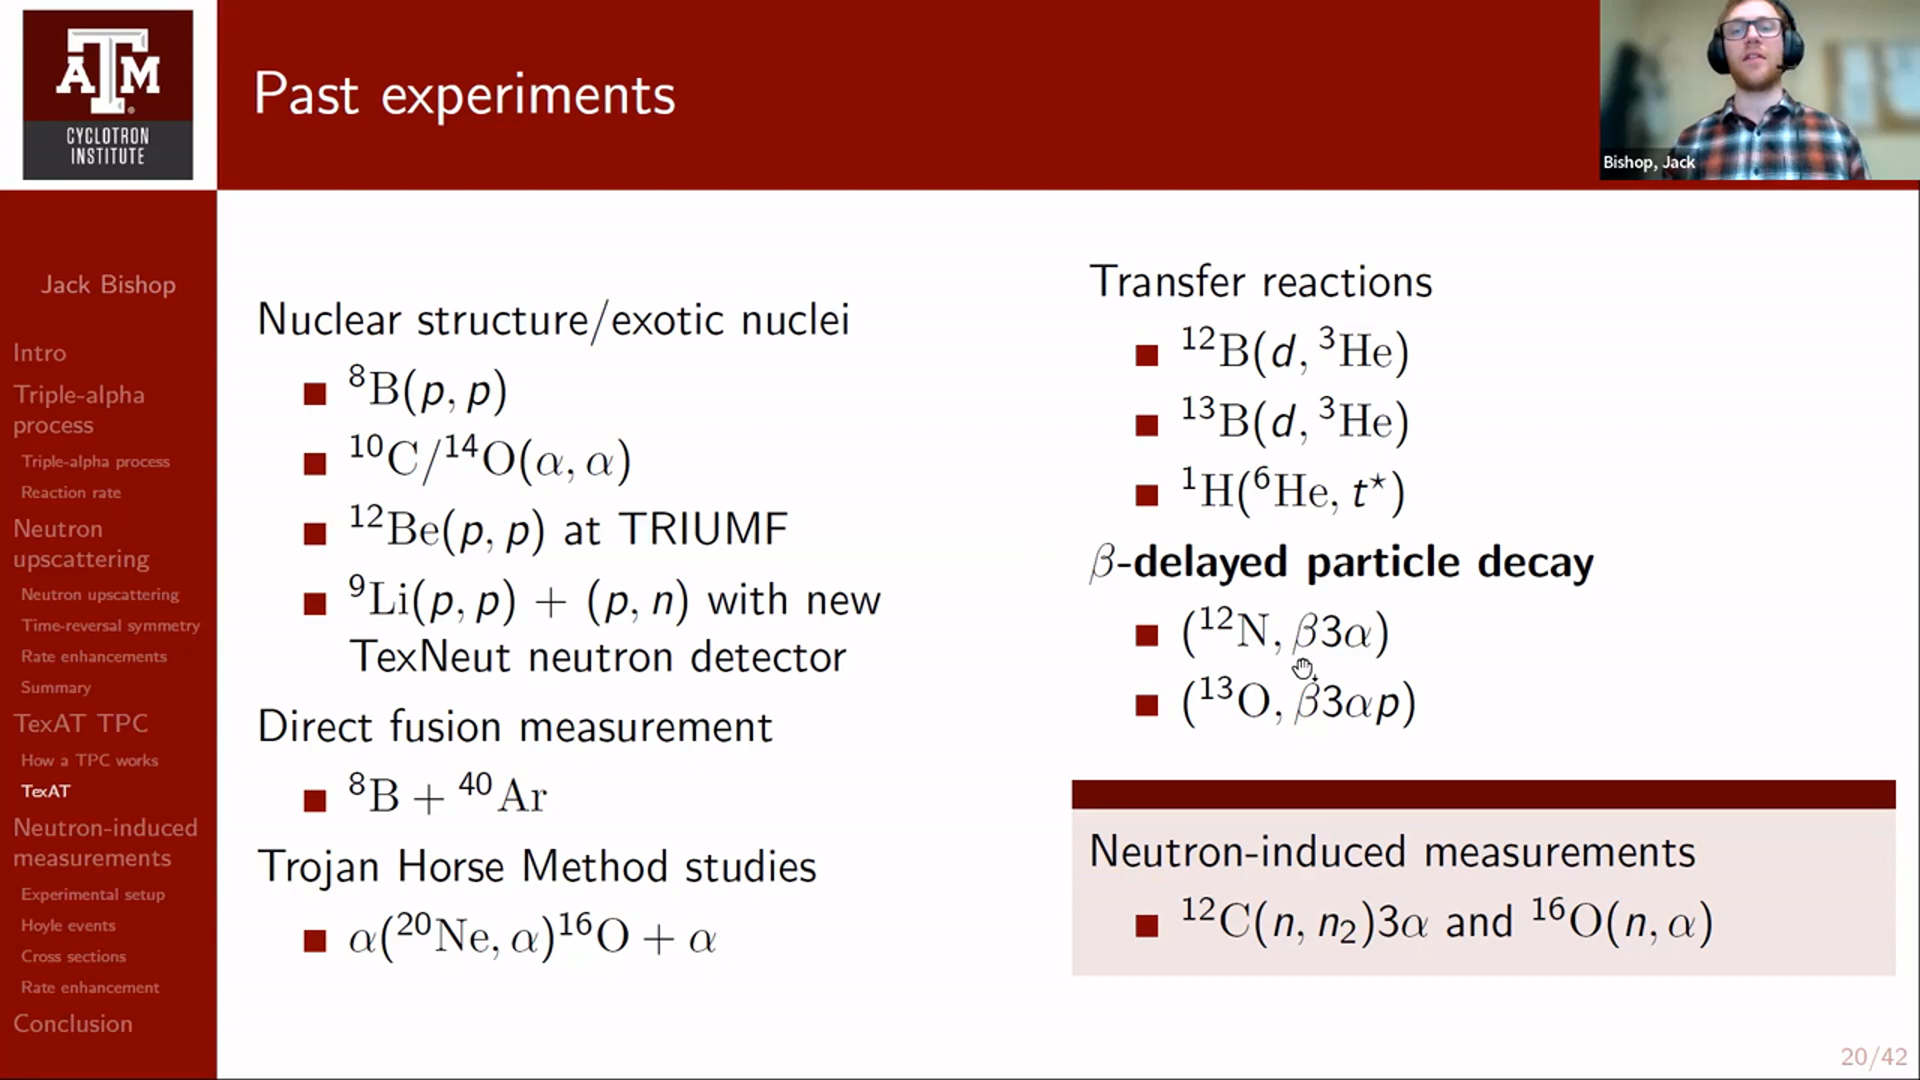 ATM
CYCLOTRON
INSTITUTE
Past experiments
Bishop, Jack
Jack Bishop
Intro
Triple-alpha
process
Triple-alpha process
Reaction rate
Neutron
upscattering
Neutron upscattering
Time-reversal symmetry
Rate enhancements
Summary
TexAT TPC
How a TPC works
TexAT
Neutron-induced
measurements
Experimental setup
Hoyle events
Cross sections
Rate enhancement
Conclusion
Nuclear structure/exotic nuclei
⁸B(p, p)
¹⁰C/¹⁴O(α, α)
¹²Be(p, p) at TRIUMF
⁹Li(p, p) + (p, n) with new
TexNeut neutron detector
Direct fusion measurement
⁸B + ⁴⁰Ar
Trojan Horse Method studies
α(²⁰Ne, α)¹⁶O + α
Transfer reactions
¹²B(d, ³He)
¹³B(d, ³He)
¹H(⁶He, t*)
β-delayed particle decay
(¹²N, β3α)
(¹³O, β3αp)
Neutron-induced measurements
¹²C(n, n₂)3α and ¹⁶O(n, α)
20/42